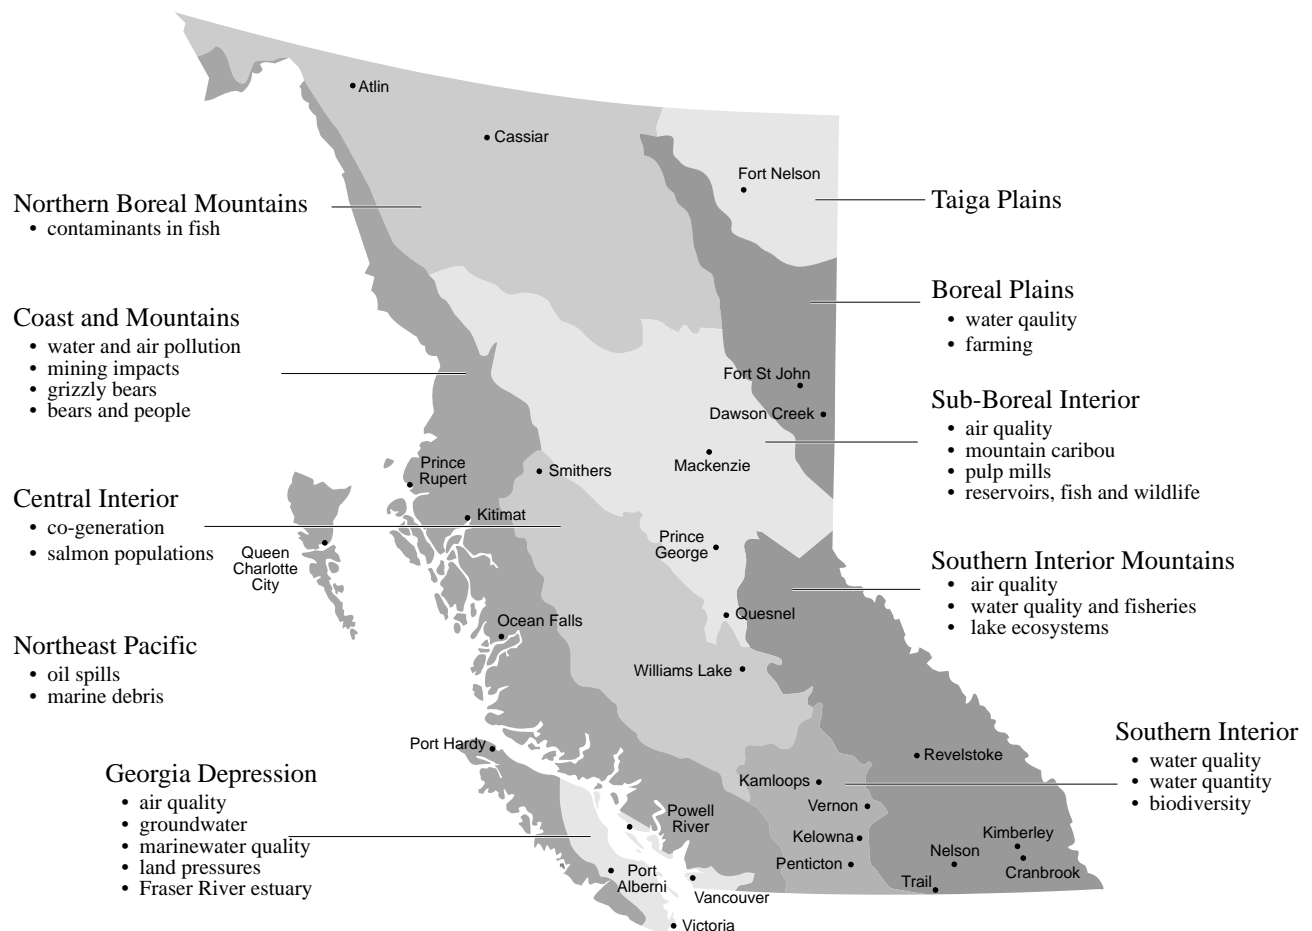 Atlin
Cassiar
Fort Nelson
Northern Boreal Mountains
• contaminants in fish
Taiga Plains
Boreal Plains
• water qaulity
• farming
Coast and Mountains
• water and air pollution
• mining impacts
• grizzly bears
• bears and people
Fort St John
Dawson Creek
Sub-Boreal Interior
• air quality
• mountain caribou
• pulp mills
• reservoirs, fish and wildlife
Mackenzie
Smithers
Prince
Rupert
Kitimat
Central Interior
• co-generation
• salmon populations
Queen
Charlotte
City
Prince
George
Southern Interior Mountains
• air quality
• water quality and fisheries
• lake ecosystems
Quesnel
Ocean Falls
Northeast Pacific
• oil spills
• marine debris
Williams Lake
Port Hardy
Revelstoke
Southern Interior
• water quality
• water quantity
• biodiversity
Georgia Depression
• air quality
• groundwater
• marinewater quality
• land pressures
• Fraser River estuary
Kamloops
Vernon
Powell
River
Kelowna
Kimberley
Nelson
Penticton
Cranbrook
Trail
Port
Alberni
Vancouver
Victoria